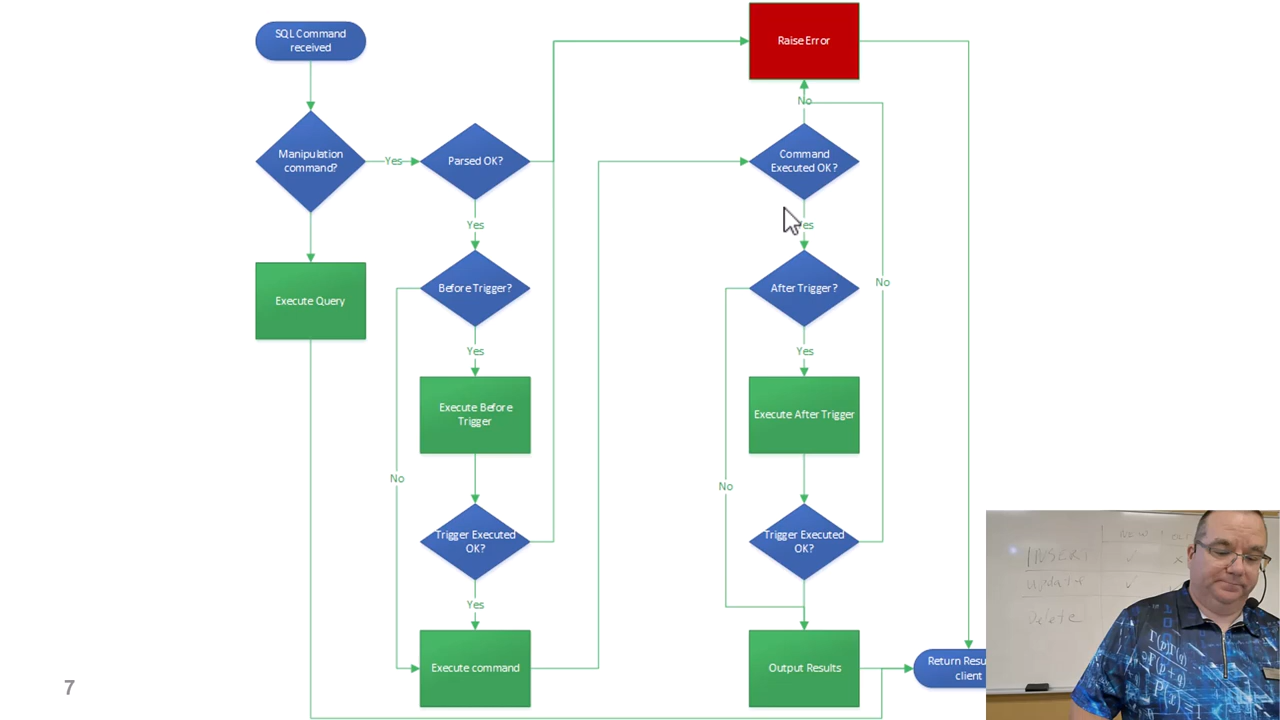 SQL Command
received
Manipulation
command?
Yes
Parsed OK?
Yes
Before Trigger?
Yes
Execute Before
Trigger
No
Trigger Executed
OK?
Yes
Execute command
Execute Query
Raise Error
No
Command
Executed OK?
Yes
After Trigger?
No
Yes
Execute After Trigger
No
Trigger Executed
OK?
Output Results
Return
client
INSERT
update
delete
7